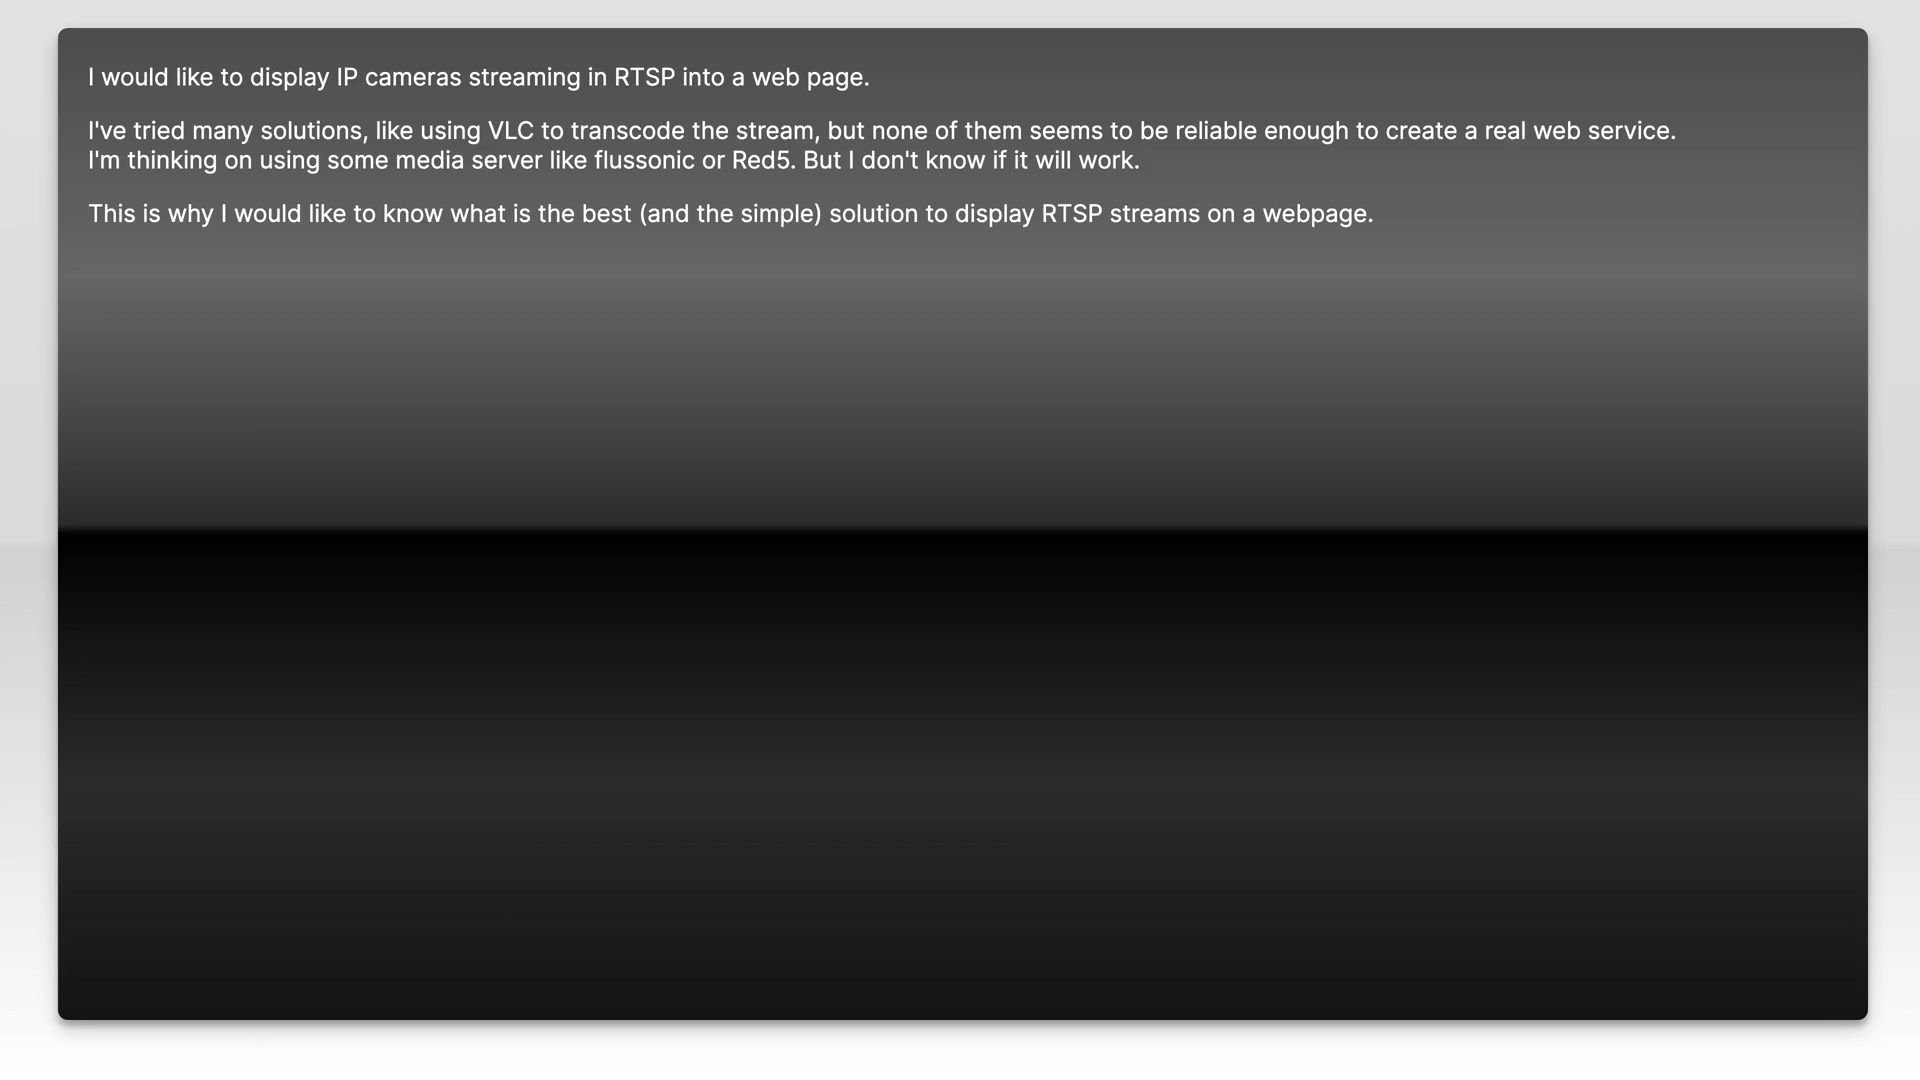 I would like to display IP cameras streaming in RTSP into a web page.
I've tried many solutions, like using VLC to transcode the stream, but none of them seems to be reliable enough to create a real web service.
I'm thinking on using some media server like flussonic or Red5. But I don't know if it will work.
This is why I would like to know what is the best (and the simple) solution to display RTSP streams on a webpage.